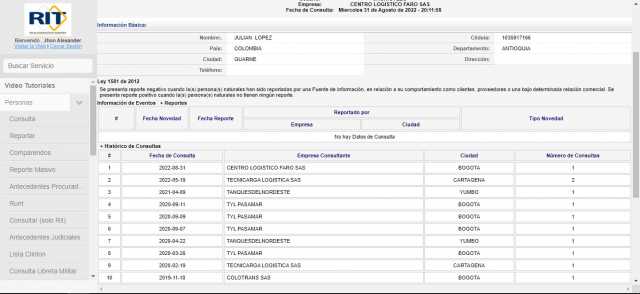 Empresa: CENTRO LOGISTICO FARO SAS
Fecha de Consulta: Miercoles 31 de Agosto de 2022 - 20:11:58
RIT
Bienvenido , Jhon Alexander
Visitar la Web | Cerrar Sesión
Buscar Servicio
Video Tutoriales
Personas
Consulta
Reportar
Comparendos
Reporte Masivo
Antecedentes Procurad...
Runt
Consultar (solo Rit)
Antecedentes Judiciales
Lista Clinton
Consulta Libreta Militar
Información Básica:
Nombre: JULIAN LOPEZ Cédula: 1035917166
País: COLOMBIA Departamento: ANTIOQUIA
Ciudad: GUARNE Dirección:
Teléfono:
Ley 1581 de 2012
Se presenta reporte negativo cuando la(s) persona(s) naturales han sido reportadas por una Fuente de información, en relación a su comportamiento como clientes, proveedores o una bajo determinada relación comercial. Se
presenta reporte positivo cuando la(s) persona(s) naturales no tienen ningún reporte.
Información de Eventos + Reportes
# Fecha Novedad Fecha Reporte Reportado por Tipo Novedad
Empresa Ciudad
No hay Datos de Consulta
+ Histórico de Consultas
# Fecha de Consulta Empresa Consultante Ciudad Número de Consultas
1 2022-08-31 CENTRO LOGISTICO FARO SAS BOGOTA 1
2 2022-05-19 TECNICARGA LOGISTICA SAS CARTAGENA 2
3 2021-04-09 TANQUESDELNORDESTE YUMBO 1
4 2020-09-11 TYL PASAMAR BOGOTA 1
5 2020-09-09 TYL PASAMAR BOGOTA 1
6 2020-09-07 TYL PASAMAR BOGOTA 1
7 2020-04-22 TANQUESDELNORDESTE YUMBO 1
8 2020-03-26 TYL PASAMAR BOGOTA 1
9 2020-02-19 TECNICARGA LOGISTICA SAS CARTAGENA 1
10 2019-11-18 COLOTRANS SAS BOGOTA 1